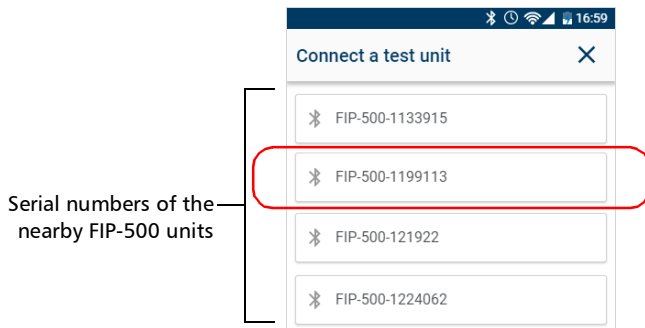 16:59
Connect a test unit
FIP-500-1133915
FIP-500-1199113
Serial numbers of the
nearby FIP-500 units
FIP-500-121922
FIP-500-1224062